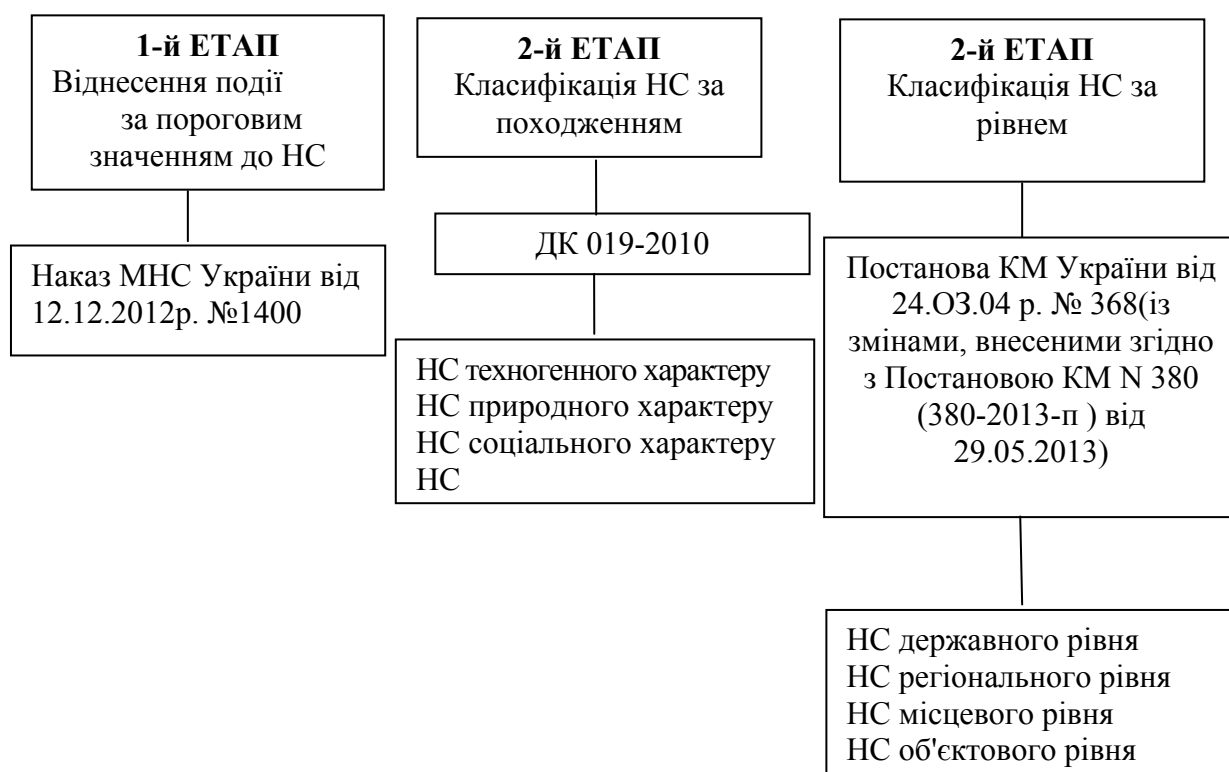 1-й ЕТАП
Віднесення події
за пороговим
значенням до НС
Наказ МНС України від
12.12.2012р. №1400
2-й ЕТАП
Класифікація НС за
походженням
ДК 019-2010
НС техногенного характеру
НС природного характеру
НС соціального характеру
НС
2-й ЕТАП
Класифікація НС за
рівнем
Постанова КМ України від
24.ОЗ.04 р. № 368(із
змінами, внесеними згідно
з Постановою КМ N 380
(380-2013-п ) від
29.05.2013)
НС державного рівня
НС регіонального рівня
НС місцевого рівня
НС об'єктового рівня